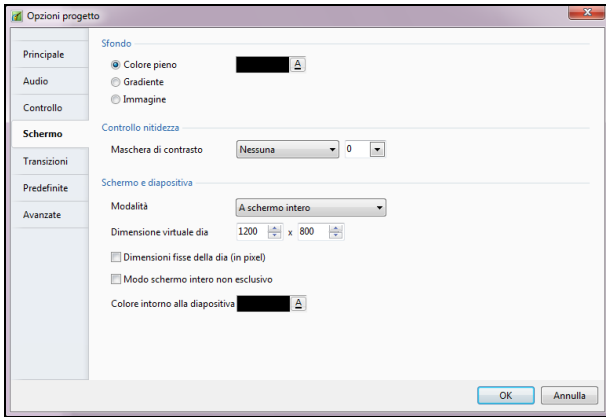 Opzioni progetto
Principale
Audio
Controllo
Schermo
Transizioni
Predefinite
Avanzate
Sfondo
Colore pieno A
Gradiente
Immagine
Controllo nitidezza
Maschera di contrasto Nessuna 0
Schermo e diapositiva
Modalità A schermo intero
Dimensione virtuale dia 1200 x 800
Dimensioni fisse della dia (in pixel)
Modo schermo intero non esclusivo
Colore intorno alla diapositiva A
OK Annulla